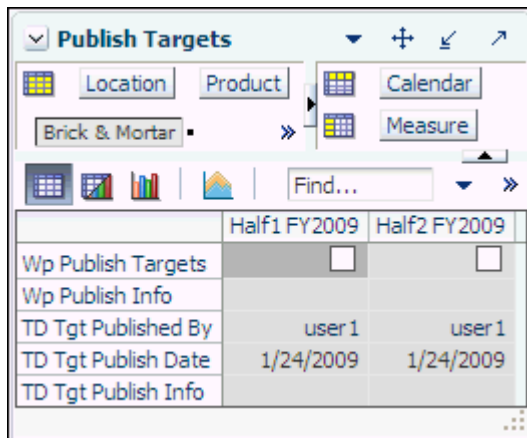 Publish Targets
Location Product Calendar
Brick & Mortar Measure
Find...
Half1 FY2009 Half2 FY2009
Wp Publish Targets
Wp Publish Info
TD Tgt Published By user1 user1
TD Tgt Publish Date 1/24/2009 1/24/2009
TD Tgt Publish Info